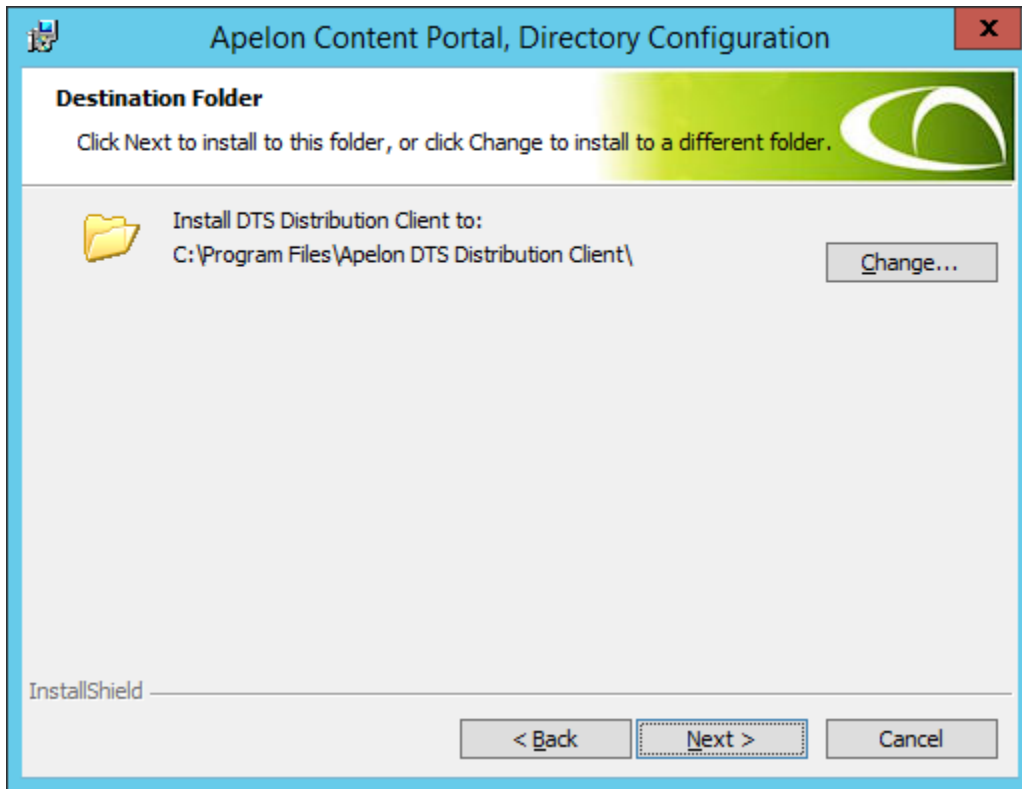 Apelon Content Portal, Directory Configuration
x
Destination Folder
Click Next to install to this folder, or click Change to install to a different folder.
Install DTS Distribution Client to:
C:\Program Files\Apelon DTS Distribution Client\
Change...
InstallShield
< Back
Next >
Cancel